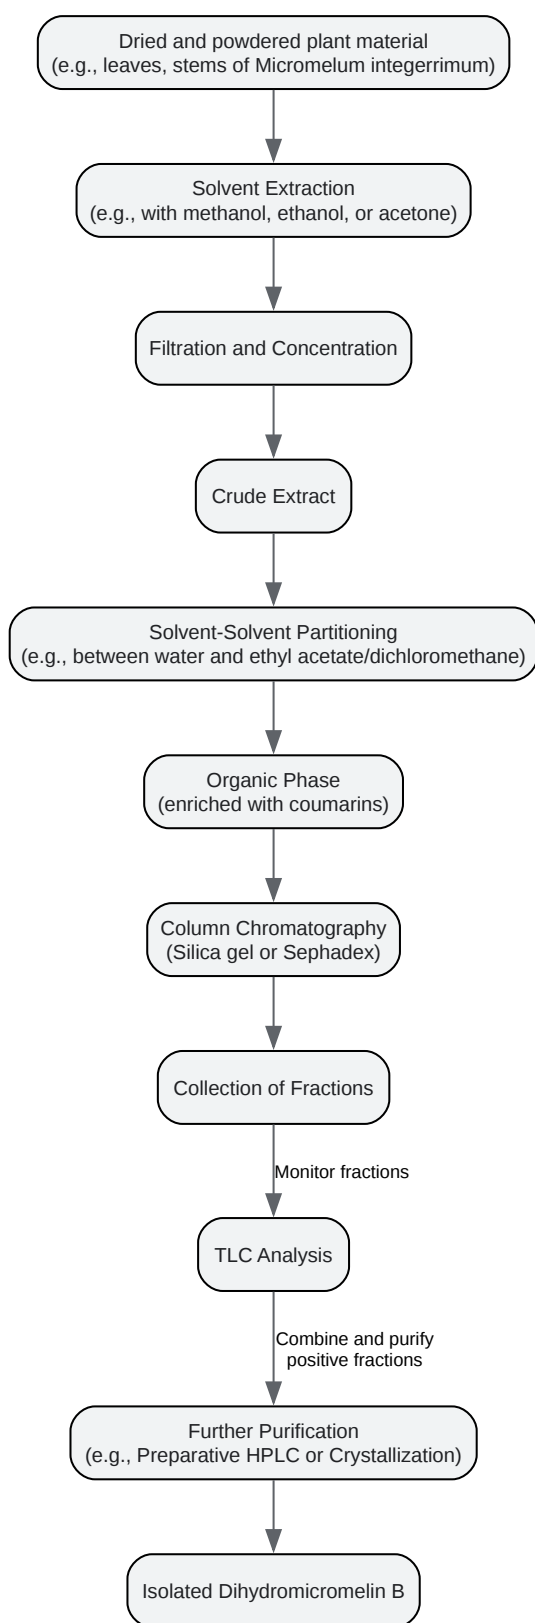 Dried and powdered plant material
(e.g., leaves, stems of Micromelum integerrimum)
Solvent Extraction
(e.g., with methanol, ethanol, or acetone)
Filtration and Concentration
Crude Extract
Solvent-Solvent Partitioning
(e.g., between water and ethyl acetate/dichloromethane)
Organic Phase
(enriched with coumarins)
Column Chromatography
(Silica gel or Sephadex)
Collection of Fractions
Monitor fractions
TLC Analysis
Combine and purify
positive fractions
Further Purification
(e.g., Preparative HPLC or Crystallization)
Isolated Dihydromicromelin B